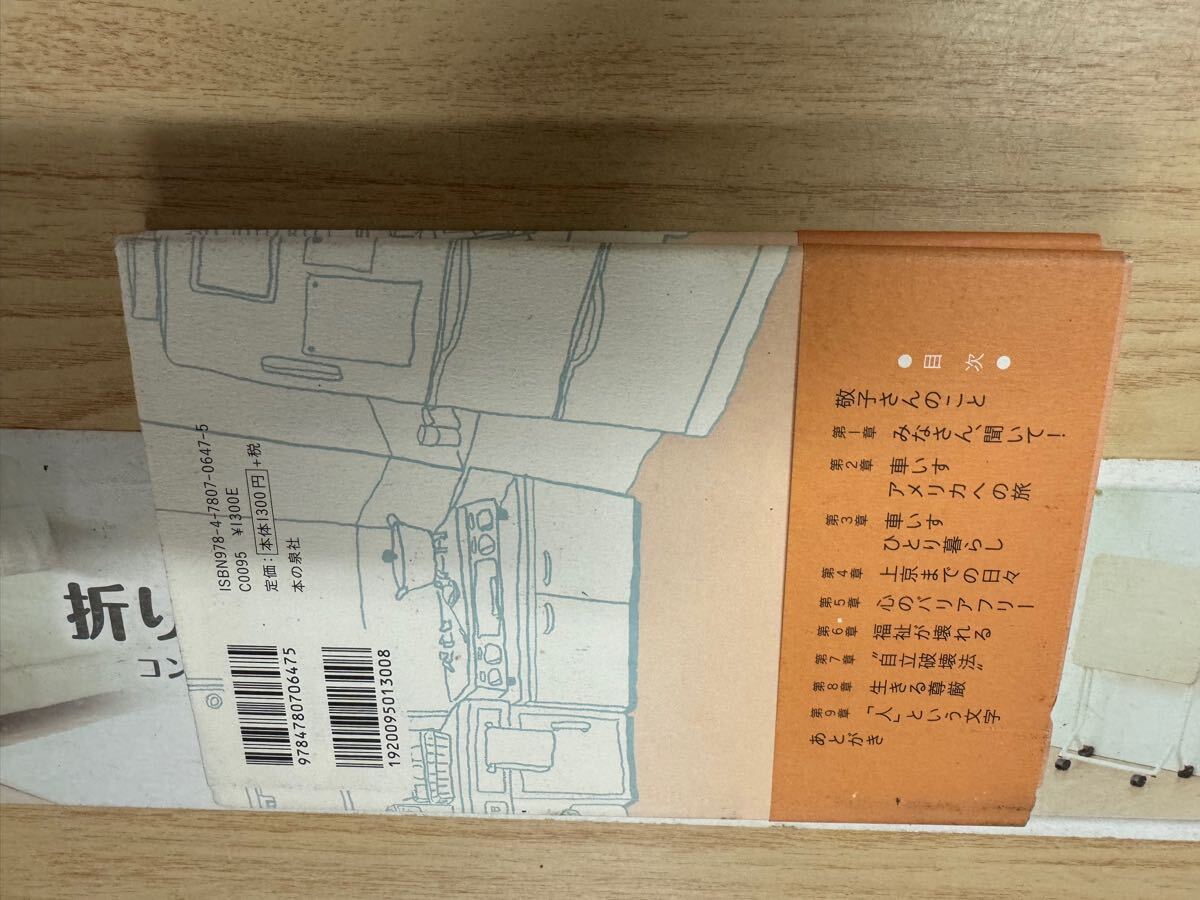 ISBN978-4-7807-0647-5
C0095 ¥1300E
定価:本体1300円+税
本の泉社
9784780706475
1920095013008
●目次●
敬子さんのこと
第1章 みなさん、聞いて!
第2章 車いす
アメリカへの旅
第3章 車いす
ひとり暮らし
第4章 上京までの日々
第5章 心のバリアフリー
第6章 福祉が壊れる
第7章 “自立破壊法”
第8章 生きる尊厳
第9章 「人」という文字
あとがき
折り
コン